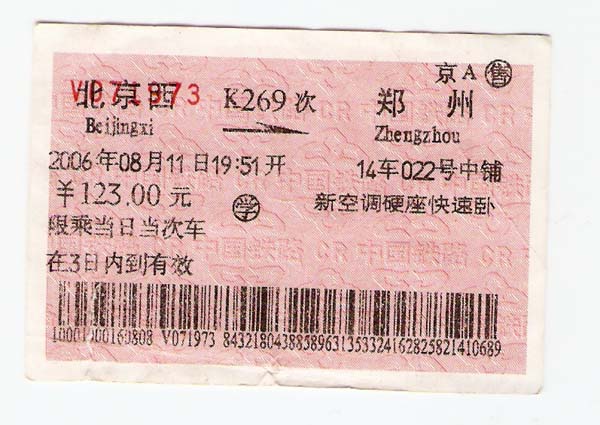 京A 售
V071973
北京西 K269次 郑州
Beijingxi Zhengzhou
2006年08月11日19:51开 14车022号中铺
￥123.00元 学 新空调硬座快速卧
限乘当日当次车
在3日内到有效
10001000160808 V071973 84321804388389631353324162825821410689